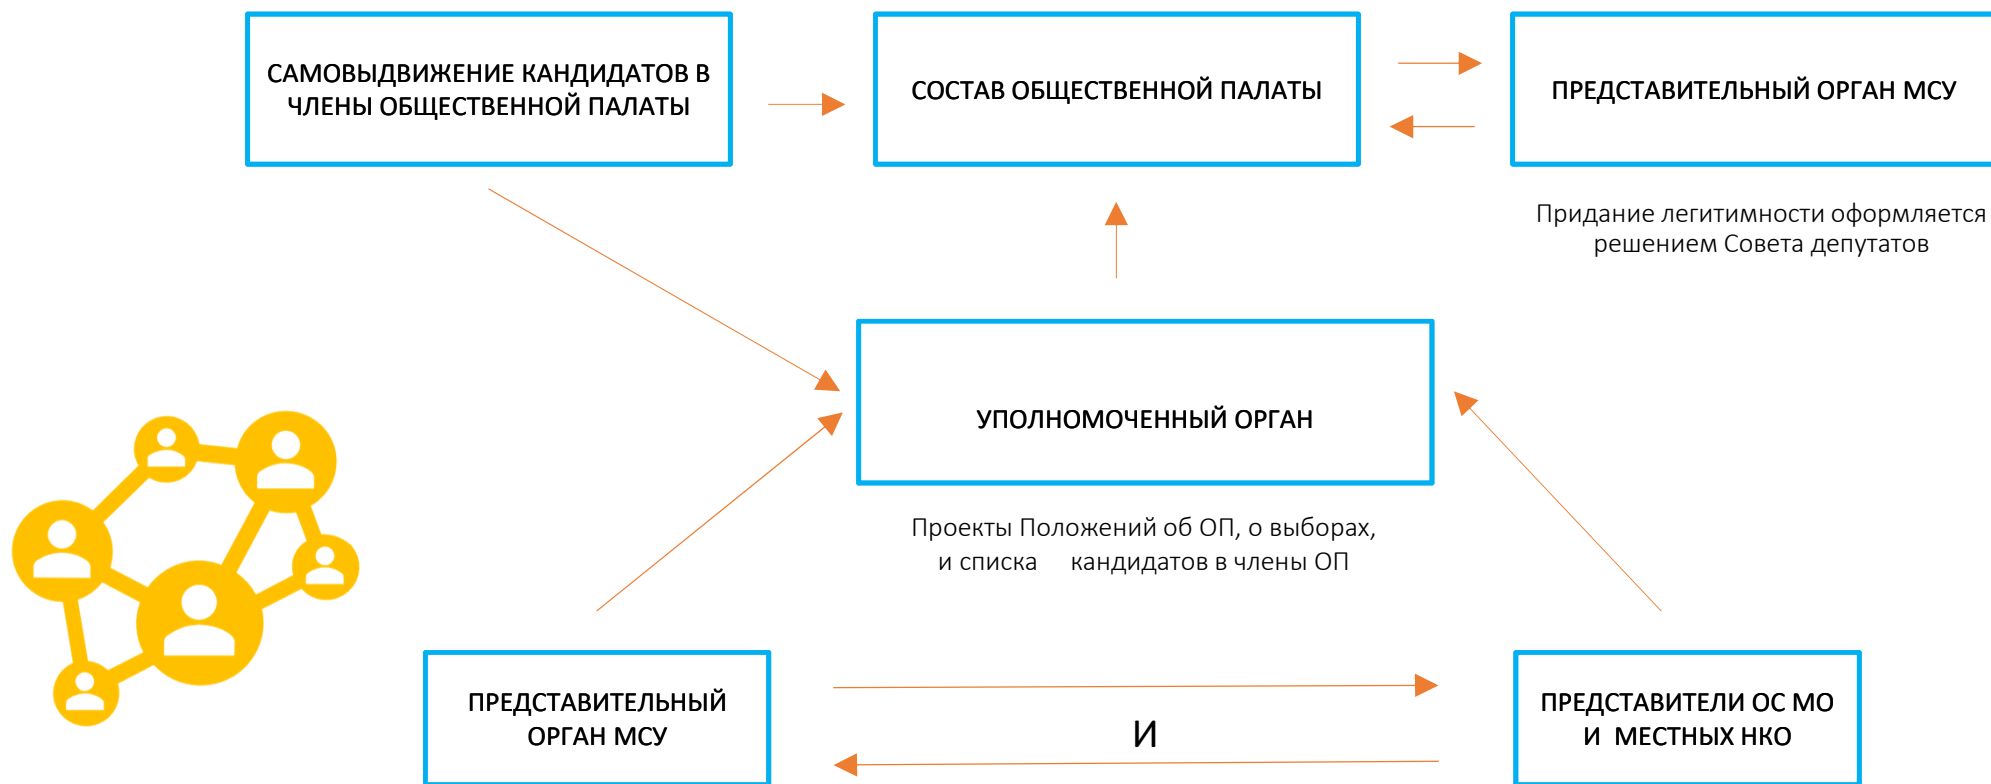 САМОВЫДВИЖЕНИЕ КАНДИДАТОВ В
ЧЛЕНЫ ОБЩЕСТВЕННОЙ ПАЛАТЫ
СОСТАВ ОБЩЕСТВЕННОЙ ПАЛАТЫ
ПРЕДСТАВИТЕЛЬНЫЙ ОРГАН МСУ
Придание легитимности оформляется
решением Совета депутатов
УПОЛНОМОЧЕННЫЙ ОРГАН
Проекты Положений об ОП, о выборах,
и списка кандидатов в члены ОП
ПРЕДСТАВИТЕЛЬНЫЙ
ОРГАН МСУ
И
ПРЕДСТАВИТЕЛИ ОС МО
И МЕСТНЫХ НКО